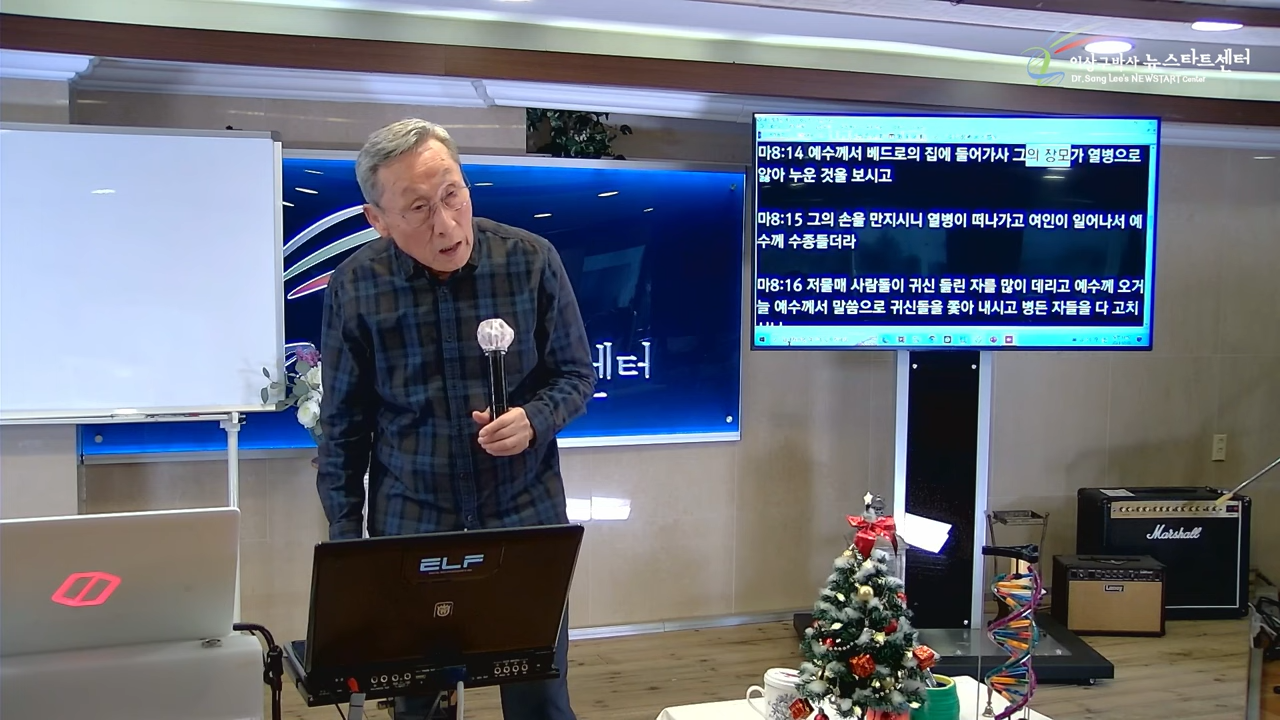 이상구박사 뉴스타트센터
Dr. Sang Lee's NEWSTART Center
마8:14 예수께서 베드로의 집에 들어가사 그의 장모가 열병으로
앓아 누운 것을 보시고
마8:15 그의 손을 만지시니 열병이 떠나가고 여인이 일어나서 예
수께 수종들더라
마8:16 저물매 사람들이 귀신 들린 자를 많이 데리고 예수께 오거
늘 예수께서 말씀으로 귀신들을 쫓아 내시고 병든 자들을 다 고치
센터
ELF
Marshall
Laney